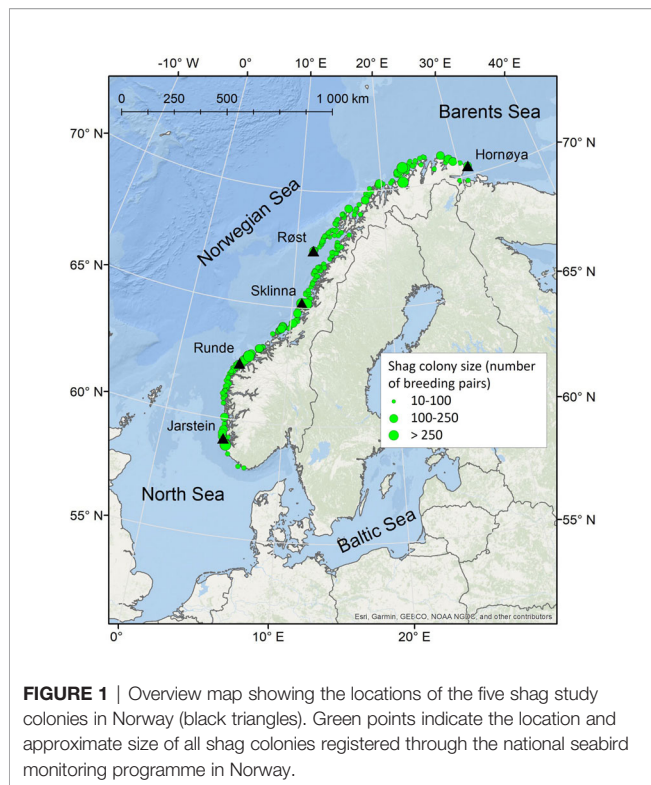 -10° W 0° 10° E 20° E 30° E 40° E
0 250 500 1 000 km
Barents Sea
70° N
70° N
Hornøya
Norwegian Sea
Røst
65° N
65° N
Sklinna
Runde
Shag colony size (number
of breeding pairs)
10-100
100-250
> 250
60° N
60° N
Jarstein
North Sea
55° N
55° N
Baltic Sea
Esri, Garmin, GEBCO, NOAA NGDC, and other contributors
0° 10° E 20° E
FIGURE 1 | Overview map showing the locations of the five shag study
colonies in Norway (black triangles). Green points indicate the location and
approximate size of all shag colonies registered through the national seabird
monitoring programme in Norway.